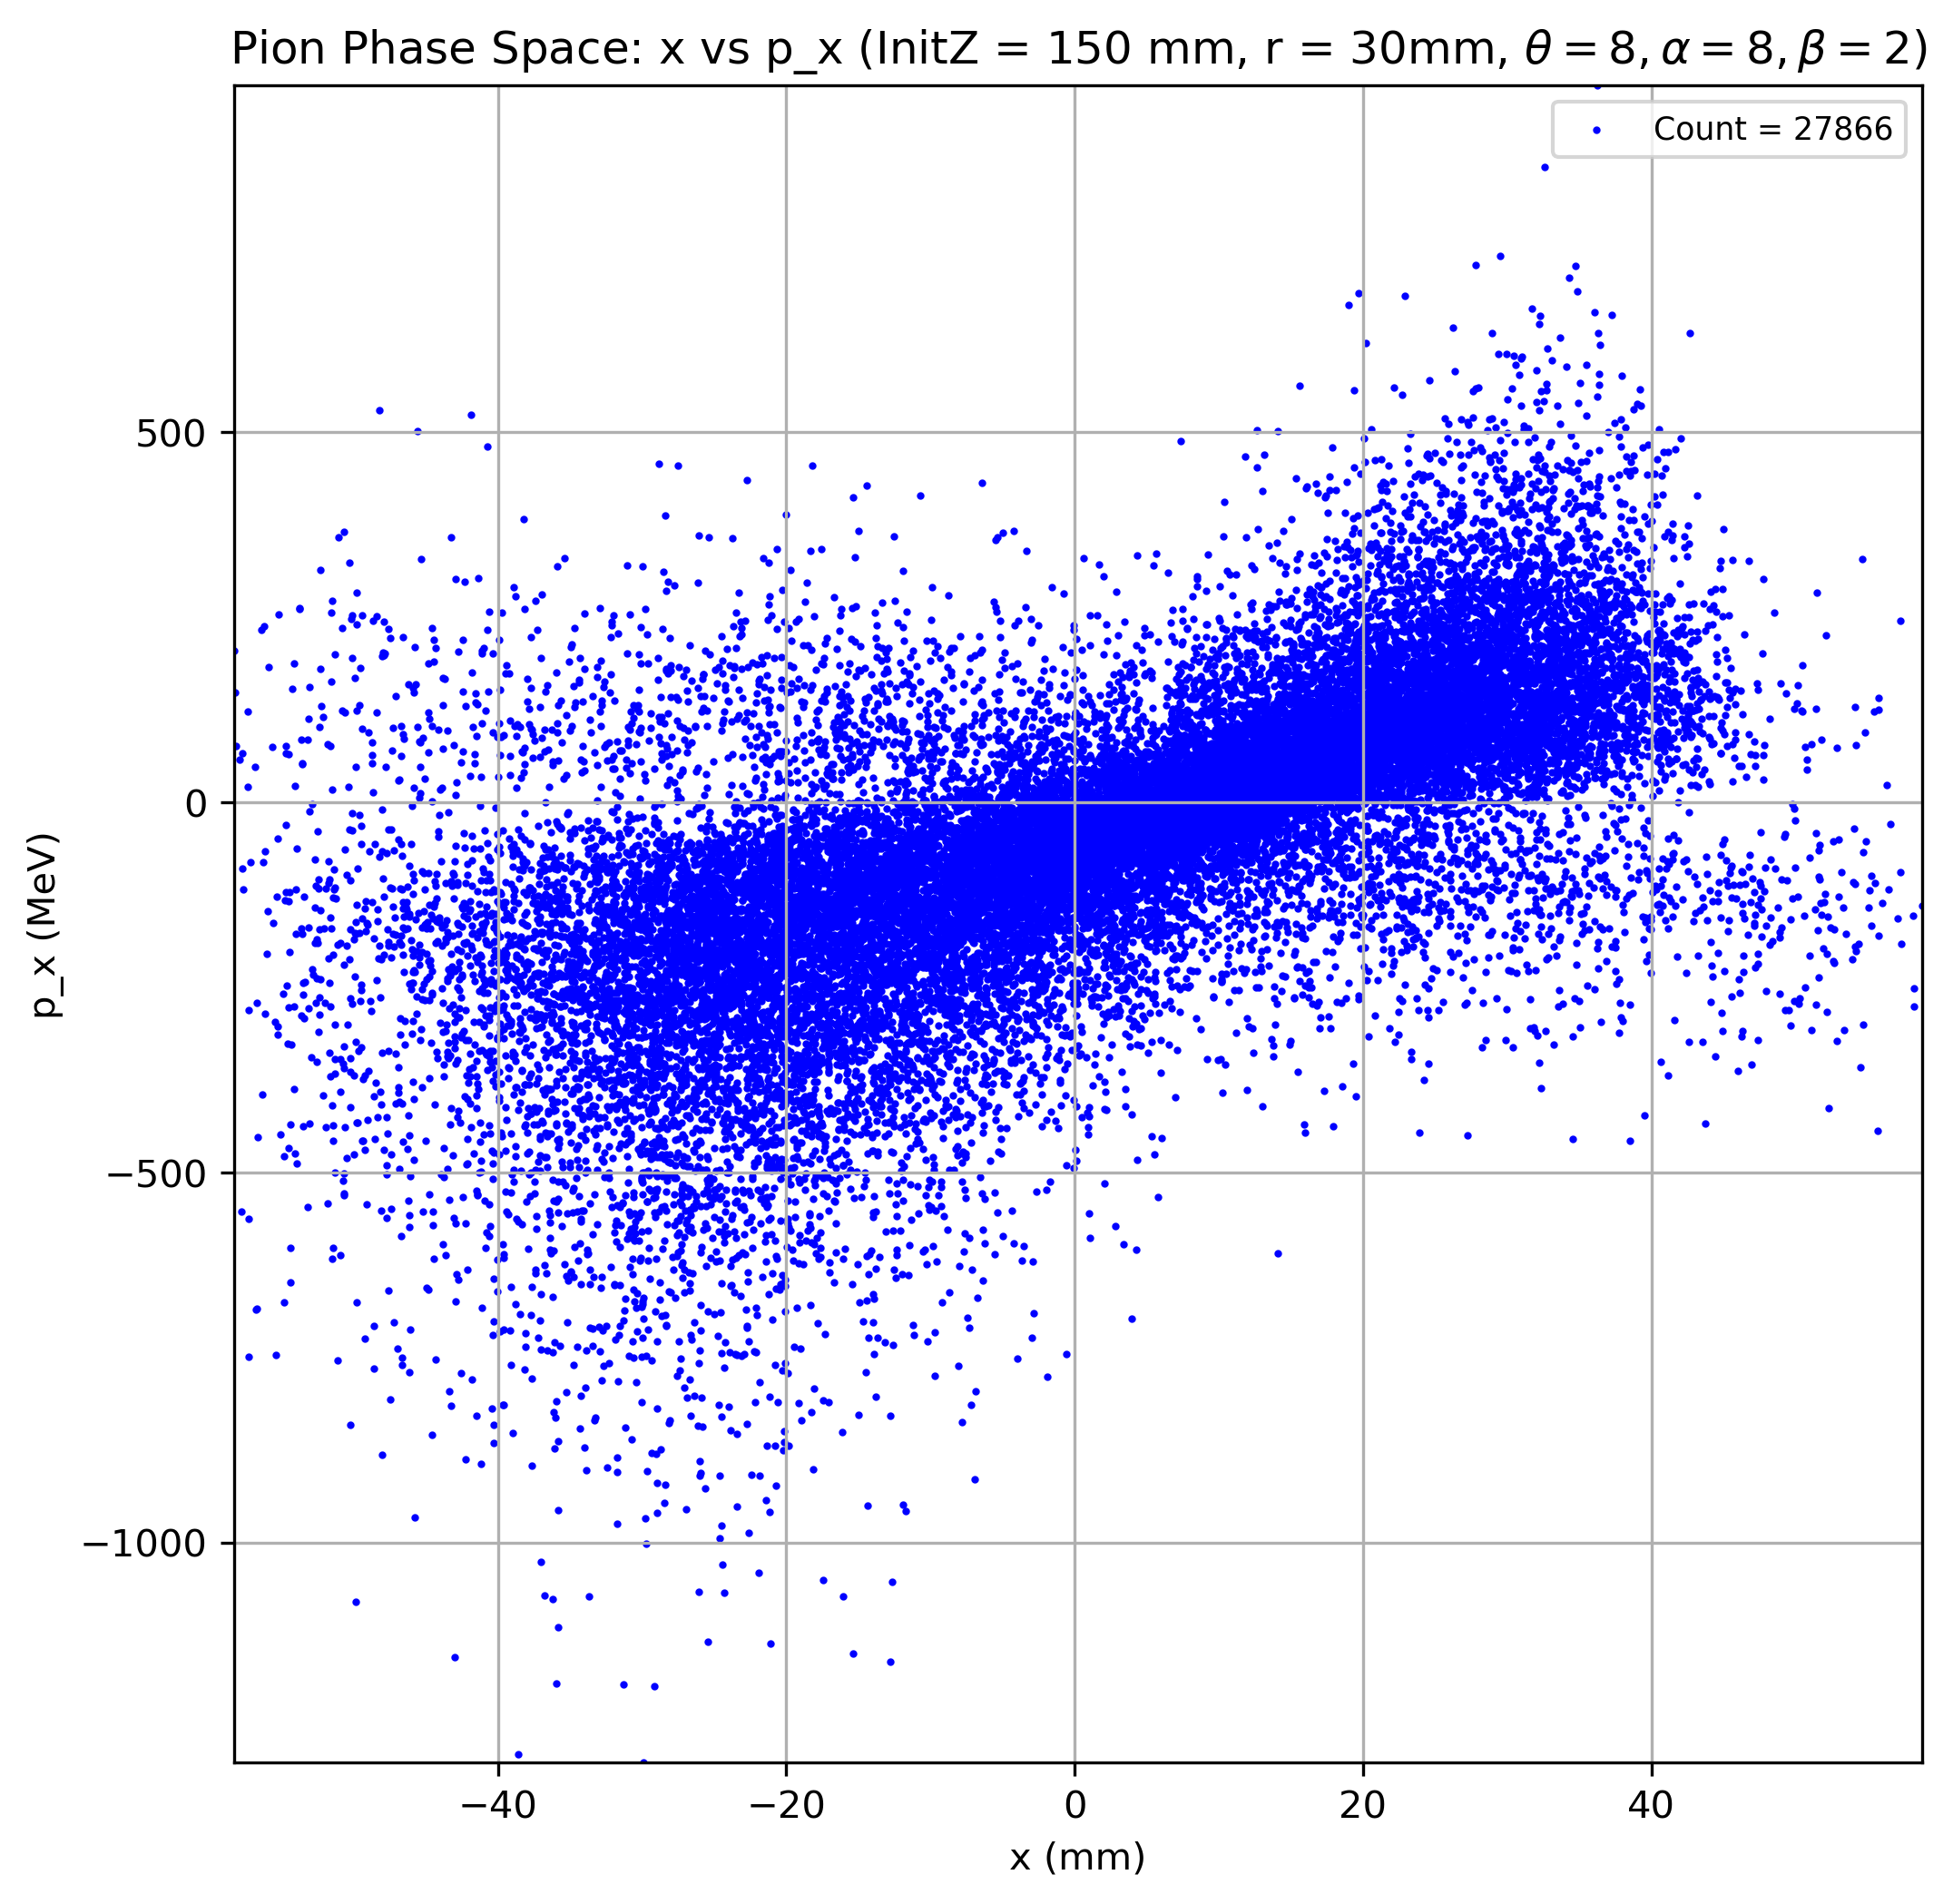 Pion Phase Space: x vs p_x (InitZ = 150 mm, r = 30mm, θ = 8, α = 8, β = 2)
Count = 27866
500
0
−500
−1000
p_x (MeV)
−40 −20 0 20 40
x (mm)